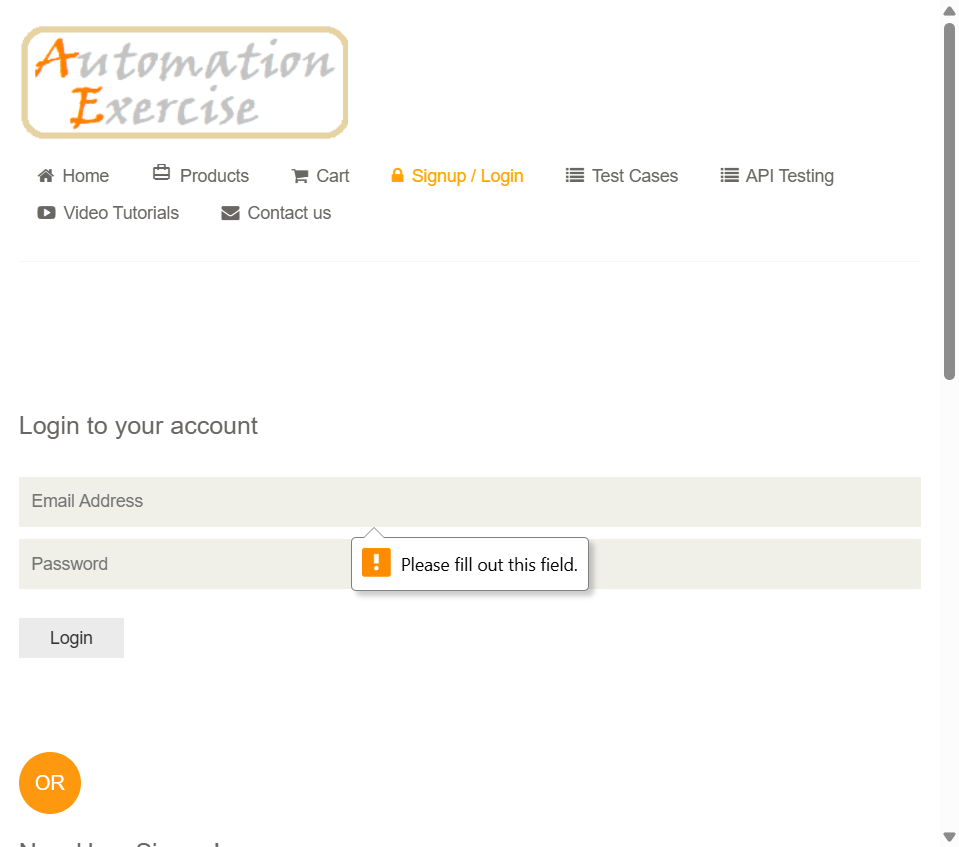 Automation
Exercise
Home Products Cart Signup / Login Test Cases API Testing
Video Tutorials Contact us
Login to your account
Email Address
Password
Please fill out this field.
Login
OR